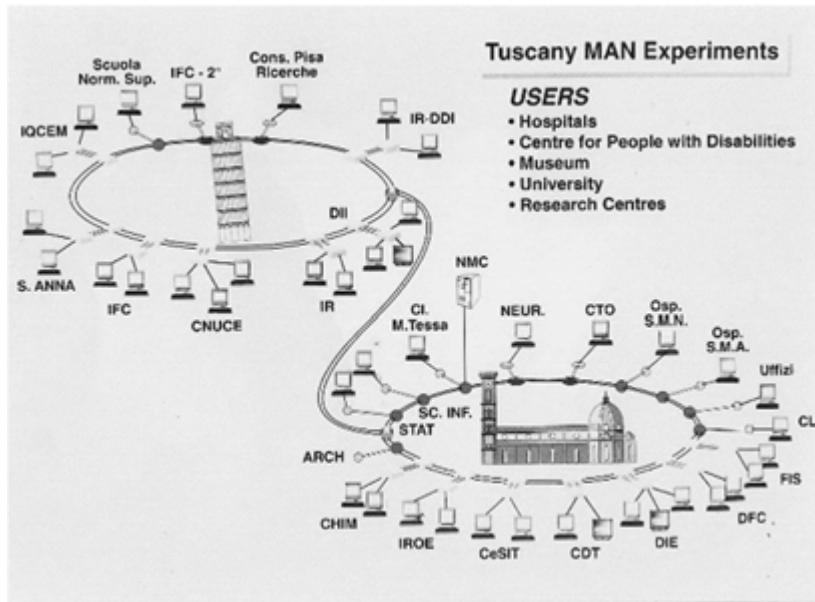 Tuscany MAN Experiments
USERS
• Hospitals
• Centre for People with Disabilities
• Museum
• University
• Research Centres
Scuola
Norm. Sup.
IFC - 2°
Cons. Pisa
Ricerche
IQCEM
IR-DDI
DII
S. ANNA
IFC
CNUCE
IR
NMC
Cl.
M.Tessa
NEUR.
CTO
Osp.
S.M.N.
Osp.
S.M.A.
Uffizi
SC. INF.
STAT
CL
ARCH
FIS
CHIM
IROE
CeSIT
CDT
DIE
DFC